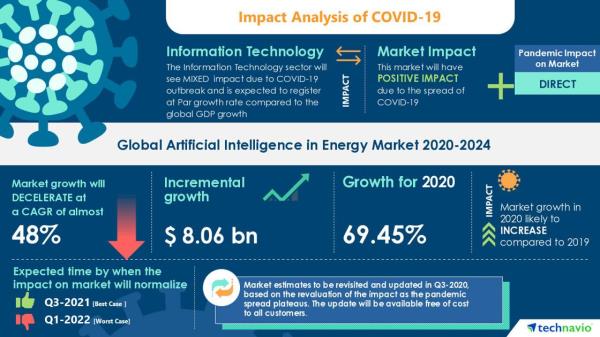 Impact Analysis of COVID-19
Information Technology
The Information Technology sector will
see MIXED impact due to COVID-19
outbreak and is expected to register
at Par growth rate compared to the
global GDP growth
IMPACT
Market Impact
This market will have
POSITIVE IMPACT
due to the spread of
COVID-19
Pandemic Impact
on Market
DIRECT
Global Artificial Intelligence in Energy Market 2020-2024
Market growth will
DECELERATE at
a CAGR of almost
48%
Incremental
growth
$ 8.06 bn
Growth for 2020
69.45%
IMPACT
Market growth in
2020 likely to
INCREASE
compared to 2019
Expected time by when the
impact on market will normalize
Q3-2021 [Best Case ]
Q1-2022 [Worst Case]
Market estimates to be revisited and updated in Q3-2020,
based on the revaluation of the impact as the pandemic
spread plateaus. The update will be available free of cost
to all customers.
technavio